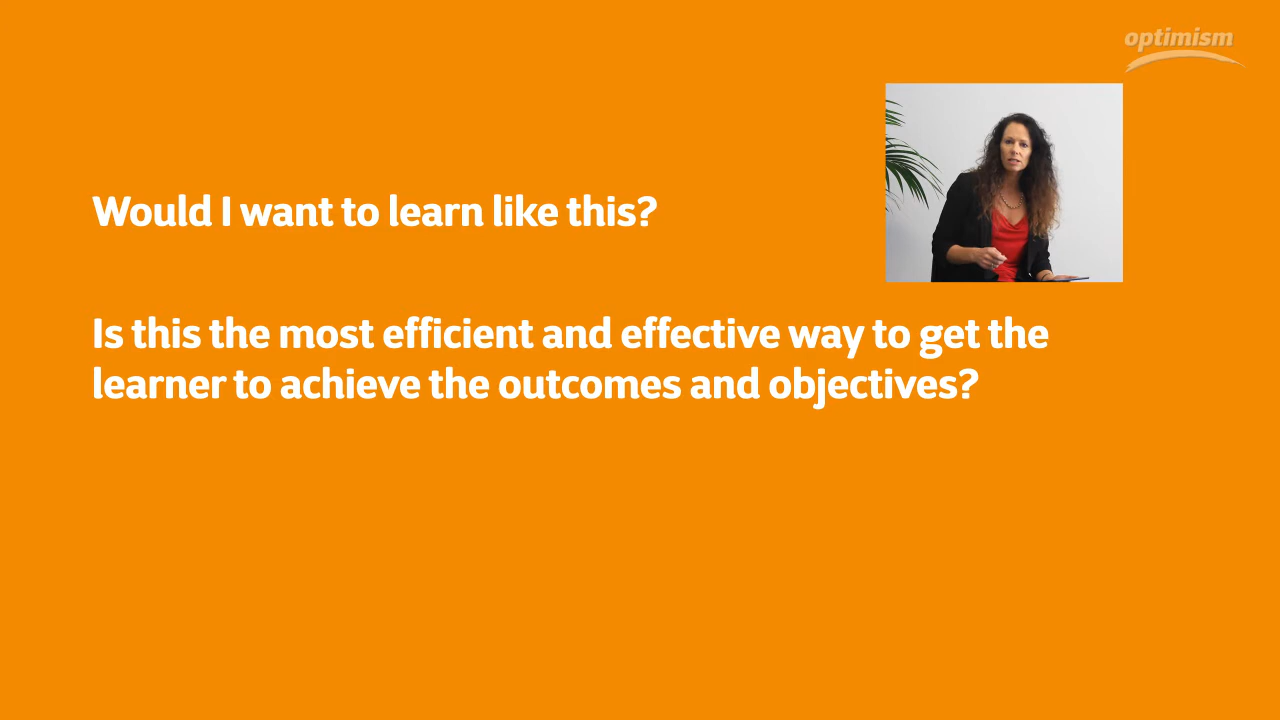 optimism
Would I want to learn like this?
Is this the most efficient and effective way to get the
learner to achieve the outcomes and objectives?